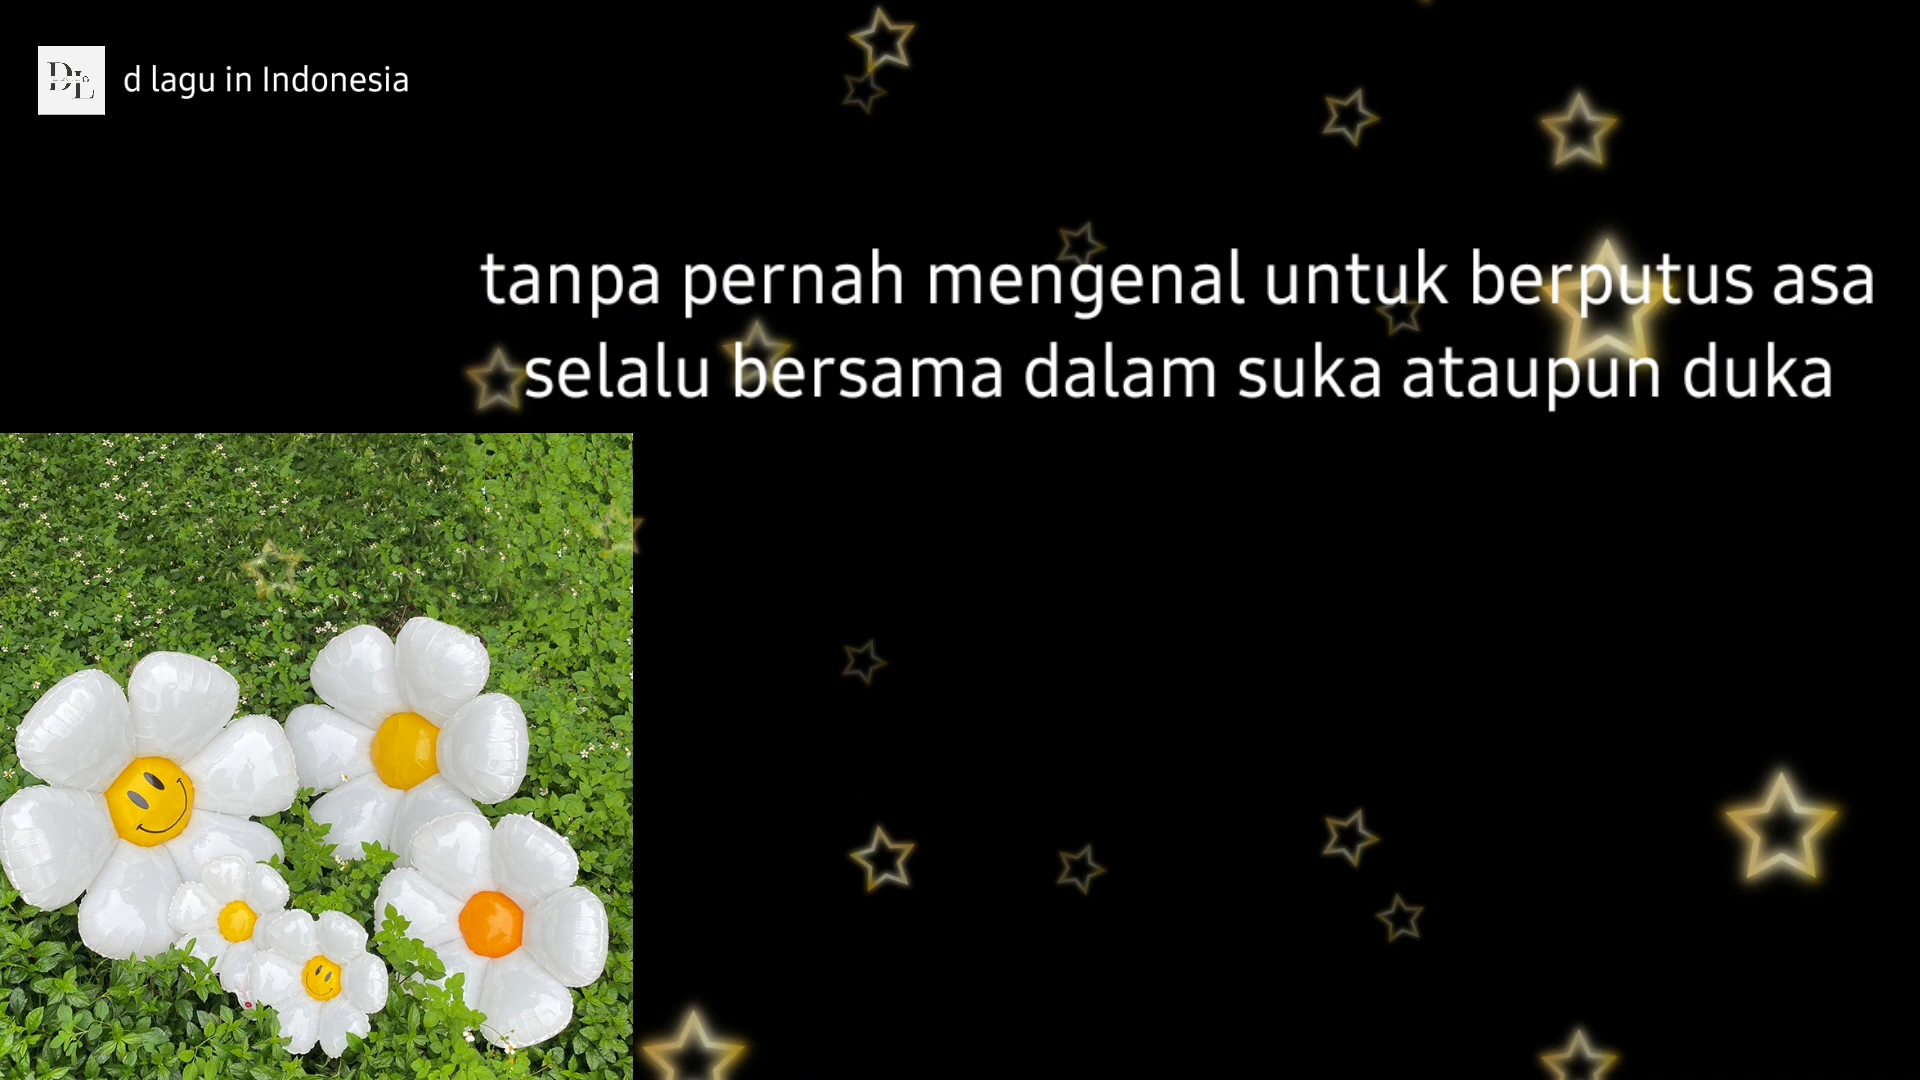 d lagu in Indonesia
tanpa pernah mengenal untuk berputus asa
selalu bersama dalam suka ataupun duka